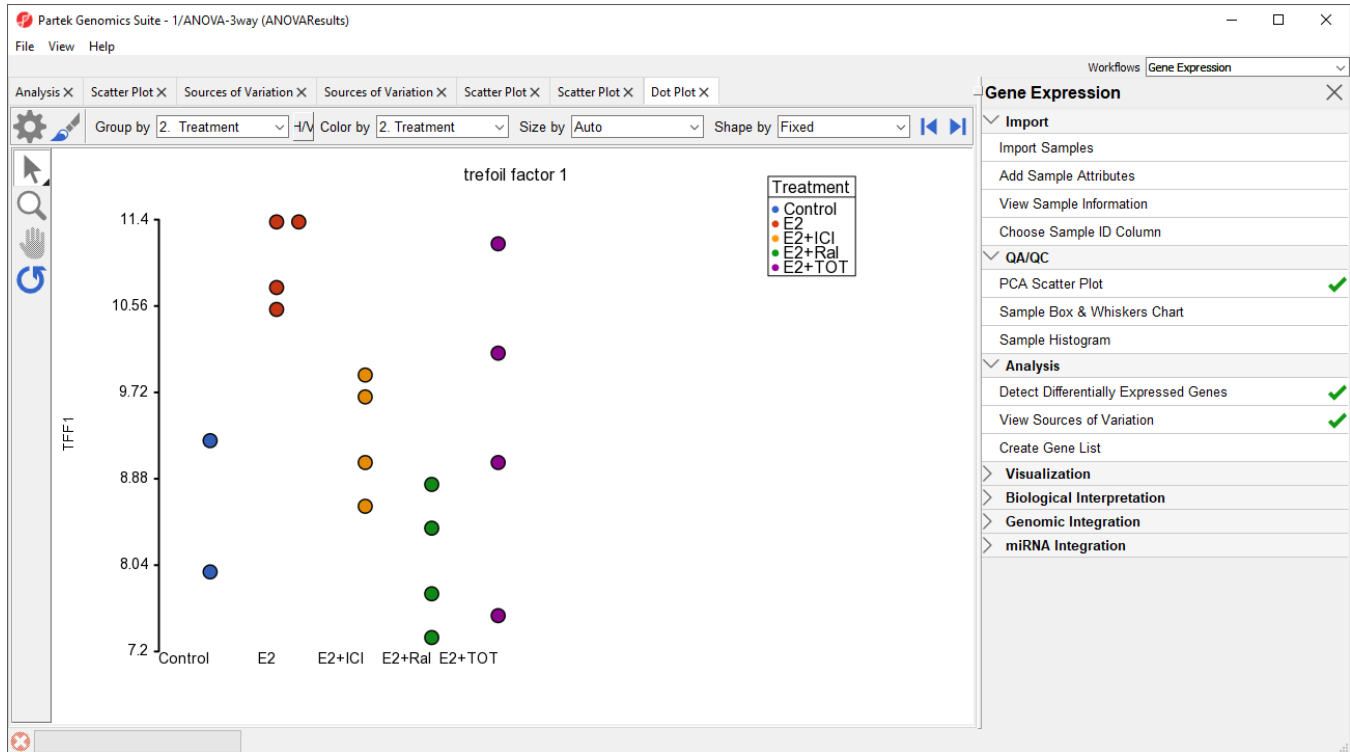 Partek Genomics Suite - 1/ANOVA-3way (ANOVAResults)
File View Help
Workflows Gene Expression
Analysis Scatter Plot Sources of Variation Sources of Variation Scatter Plot Scatter Plot Dot Plot
Group by 2. Treatment H/V Color by 2. Treatment Size by Auto Shape by Fixed
trefoil factor 1
Treatment
Control
E2
E2+ICI
E2+Ral
E2+TOT
11.4
10.56
9.72
8.88
8.04
7.2
TFF1
Control E2 E2+ICI E2+Ral E2+TOT
Gene Expression
Import
Import Samples
Add Sample Attributes
View Sample Information
Choose Sample ID Column
QA/QC
PCA Scatter Plot
Sample Box & Whiskers Chart
Sample Histogram
Analysis
Detect Differentially Expressed Genes
View Sources of Variation
Create Gene List
Visualization
Biological Interpretation
Genomic Integration
miRNA Integration